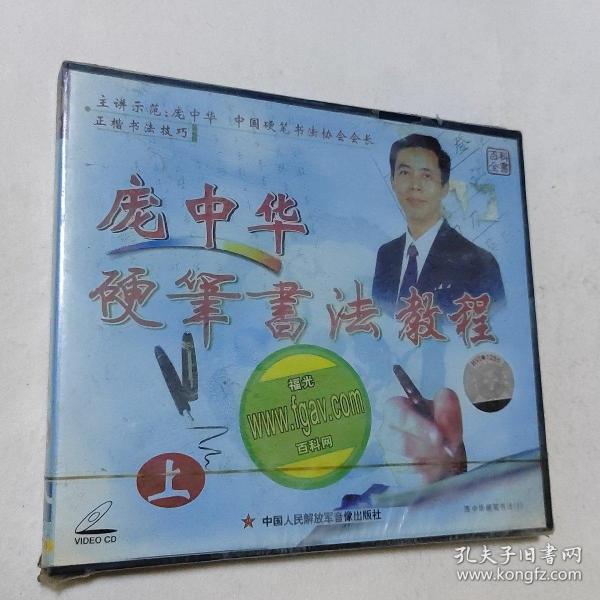 主讲示范:庞中华 中国硬笔书法协会会长
正楷书法技巧
百科
全書
庞中华
硬筆書法教程
福光
www.fgav.com
百科网
上
VIDEO CD
中国人民解放军音像出版社
孔夫子旧书网
www.kongfz.com